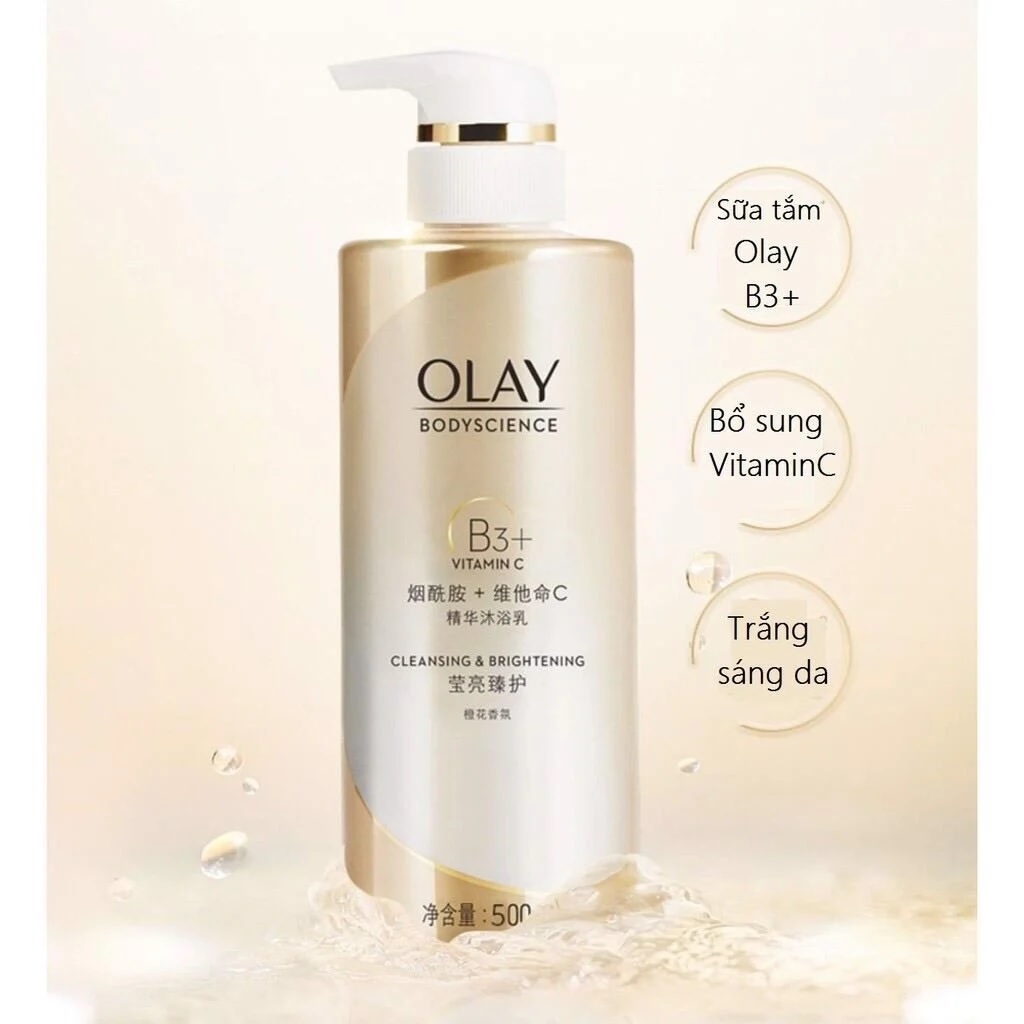 OLAY
BODYSCIENCE
B3+
VITAMIN C
烟酰胺 + 维他命C
精华沐浴乳
CLEANSING & BRIGHTENING
莹亮臻护
橙花香氛
净含量:500
Sữa tắm
Olay
B3+
Bổ sung
VitaminC
Trắng
sáng da